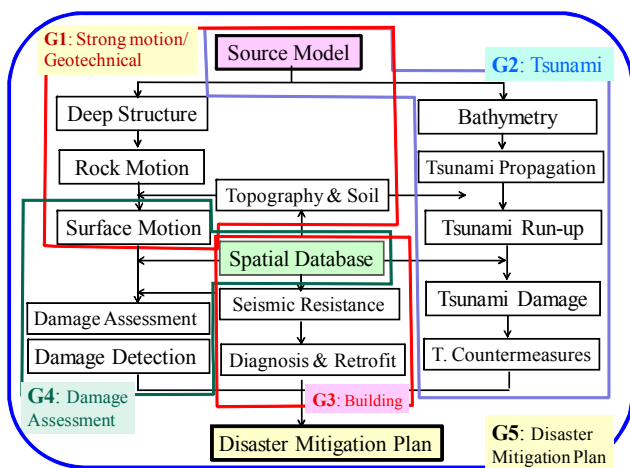 G1: Strong motion/
Geotechnical
Source Model
G2: Tsunami
Deep Structure
Bathymetry
Rock Motion
Tsunami Propagation
Topography & Soil
Surface Motion
Tsunami Run-up
Spatial Database
Seismic Resistance
Tsunami Damage
Damage Assessment
Damage Detection
Diagnosis & Retrofit
T. Countermeasures
G4: Damage
Assessment
G3: Building
Disaster Mitigation Plan
G5: Disaster
Mitigation Plan